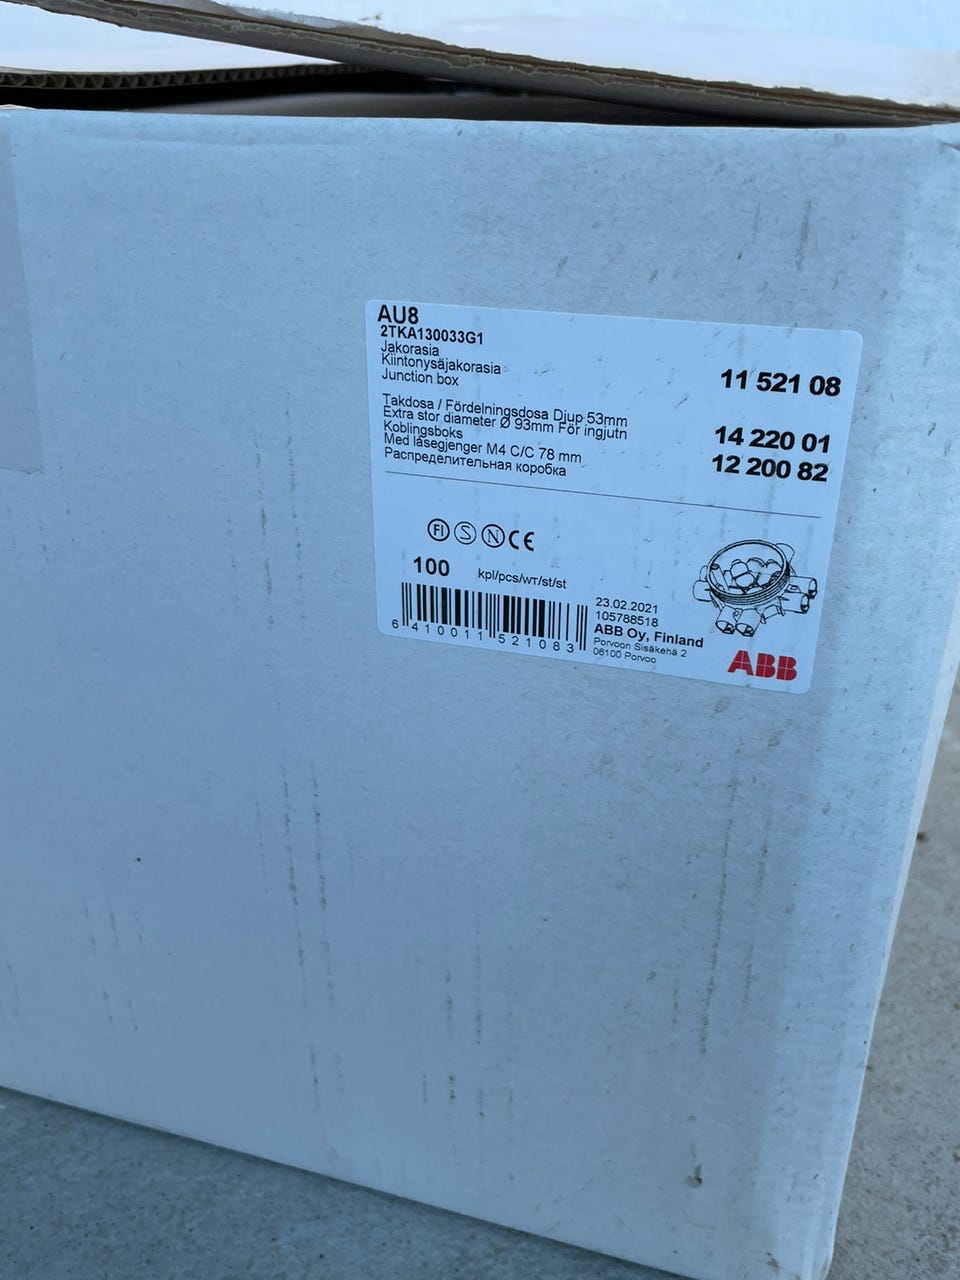 AU8
2TKA130033G1
Jakorasia
Kiintonysäjakorasia
Junction box
11 521 08
Takdosa / Fördelningsdosa Djup 53mm
Extra stor diameter Ø 93mm För ingjutn
14 220 01
Koblingsboks
Med låsegjenger M4 C/C 78 mm
12 200 82
Распределительная коробка
FI S N CE
100 kpl/pcs/шт/st/st
6 410011 521083
23.02.2021
105788518
ABB Oy, Finland
Porvoon Sisäkehä 2
06100 Porvoo
ABB